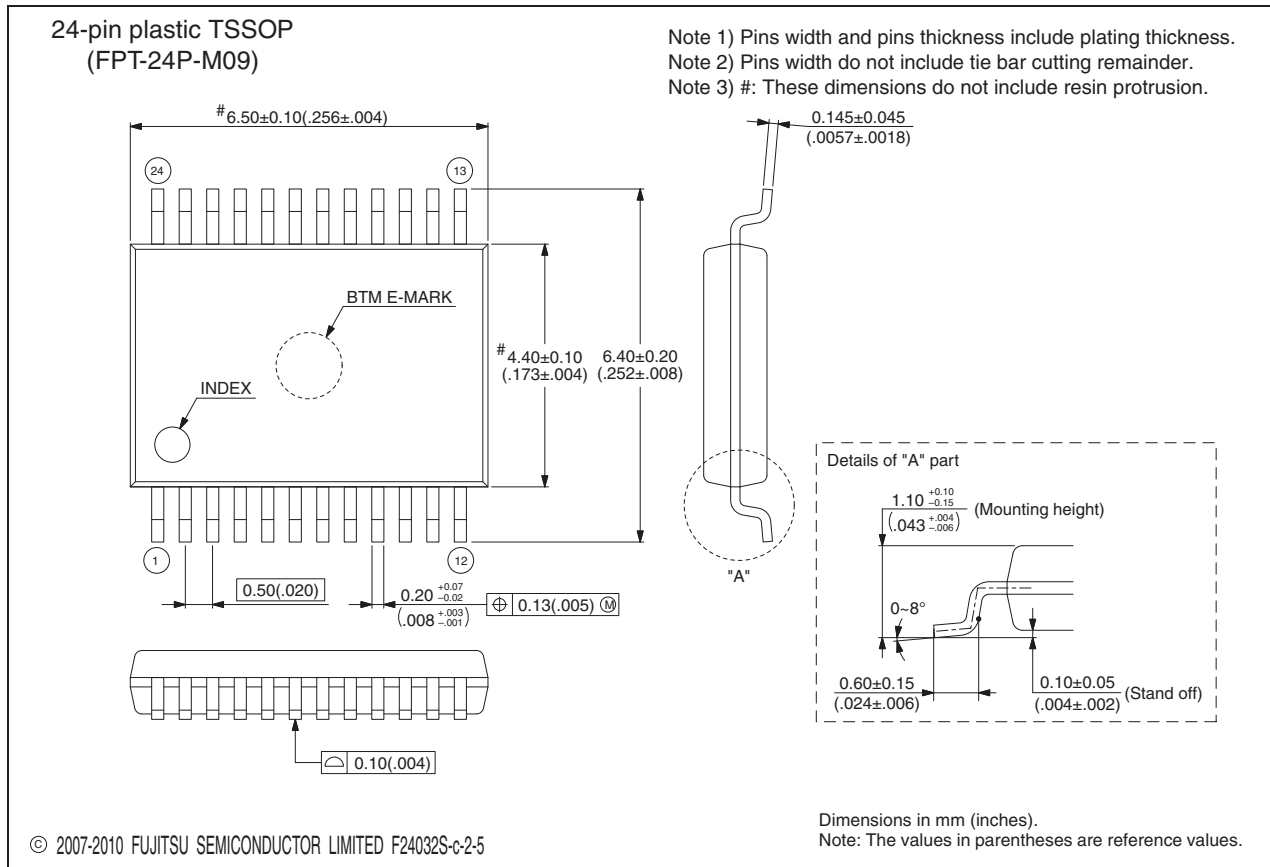 24-pin plastic TSSOP
(FPT-24P-M09)
Note 1) Pins width and pins thickness include plating thickness.
Note 2) Pins width do not include tie bar cutting remainder.
Note 3) #: These dimensions do not include resin protrusion.
#6.50±0.10(.256±.004)
0.145±0.045
(.0057±.0018)
24
13
BTM E-MARK
INDEX
#4.40±0.10
(.173±.004)
6.40±0.20
(.252±.008)
1
12
"A"
0.50(.020)
0.20 +0.07 −0.02
(.008 +.003 −.001)
⌖ 0.13(.005) Ⓜ
⌓ 0.10(.004)
Details of "A" part
1.10 +0.10 −0.15
(.043 +.004 −.006)
(Mounting height)
0~8°
0.60±0.15
(.024±.006)
0.10±0.05
(.004±.002)
(Stand off)
© 2007-2010 FUJITSU SEMICONDUCTOR LIMITED F24032S-c-2-5
Dimensions in mm (inches).
Note: The values in parentheses are reference values.